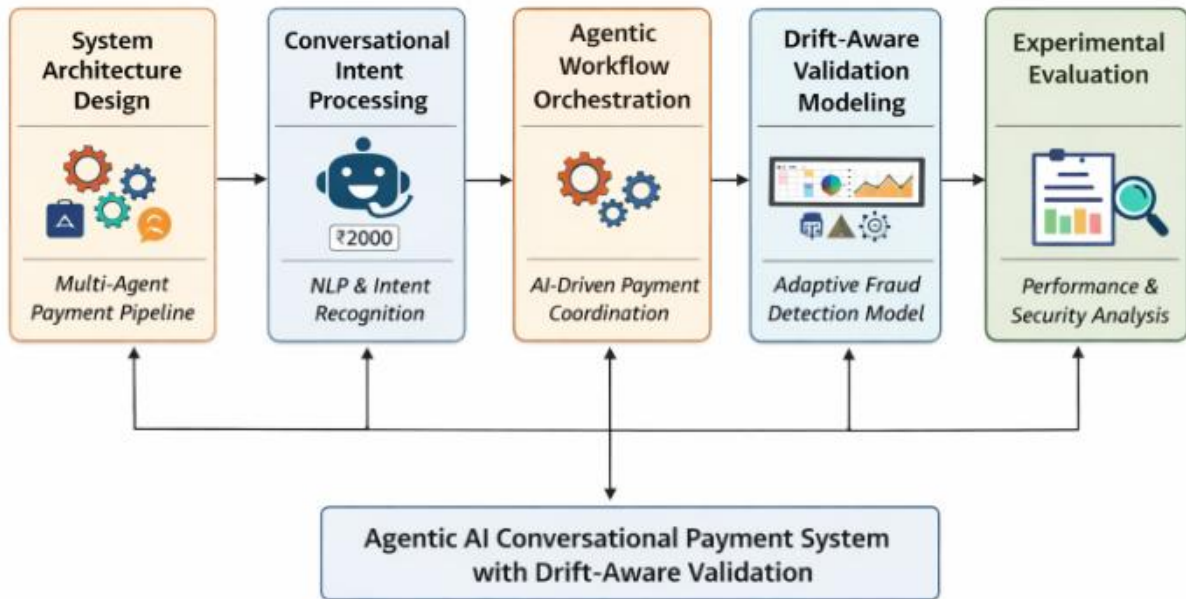 System
Architecture
Design
Multi-Agent
Payment Pipeline
Conversational
Intent
Processing
₹2000
NLP & Intent
Recognition
Agentic
Workflow
Orchestration
AI-Driven Payment
Coordination
Drift-Aware
Validation
Modeling
Adaptive Fraud
Detection Model
Experimental
Evaluation
Performance &
Security Analysis
Agentic AI Conversational Payment System
with Drift-Aware Validation